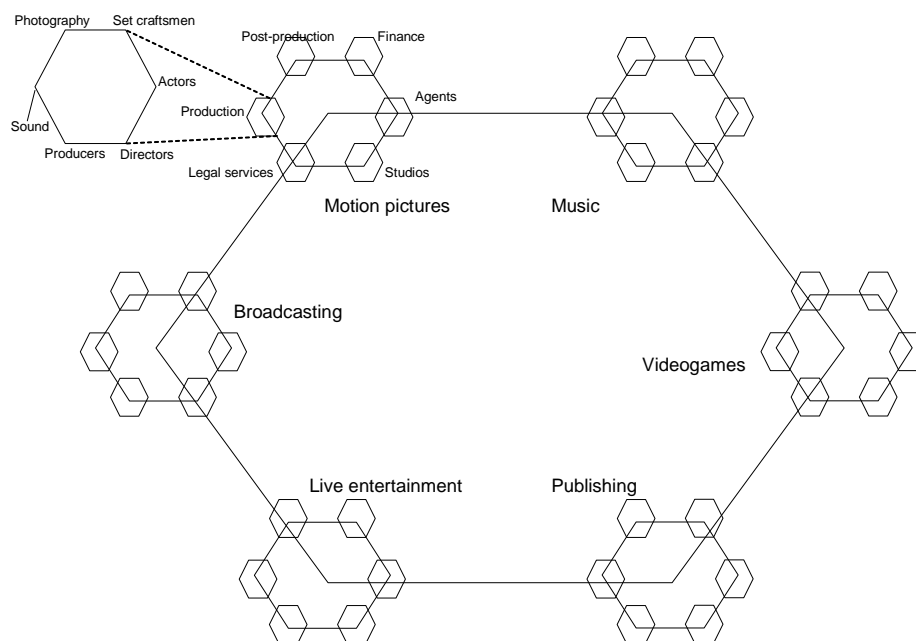 Photography
Set craftsmen
Post-production
Finance
Actors
Agents
Production
Sound
Producers
Directors
Legal services
Studios
Motion pictures
Music
Broadcasting
Videogames
Live entertainment
Publishing